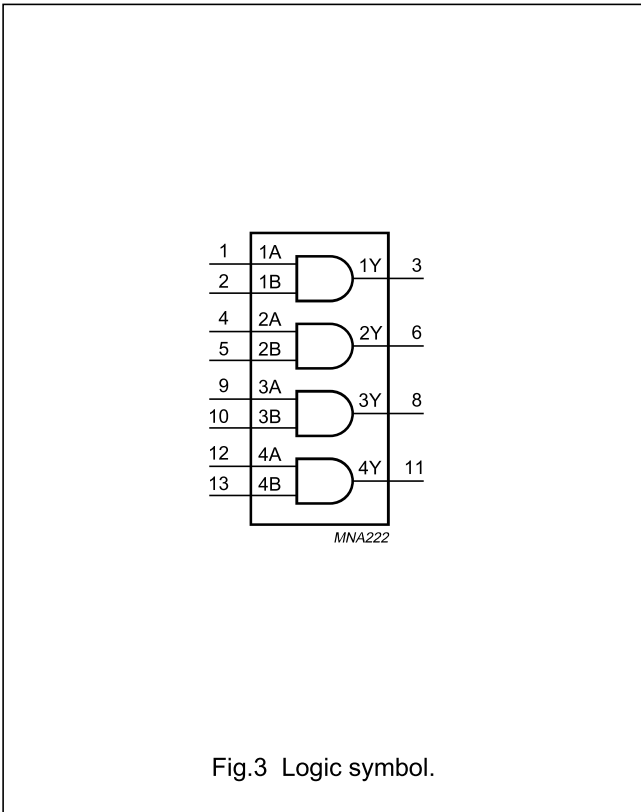 1 1A 1Y 3
2 1B
4 2A 2Y 6
5 2B
9 3A 3Y 8
10 3B
12 4A 4Y 11
13 4B
MNA222
Fig.3 Logic symbol.